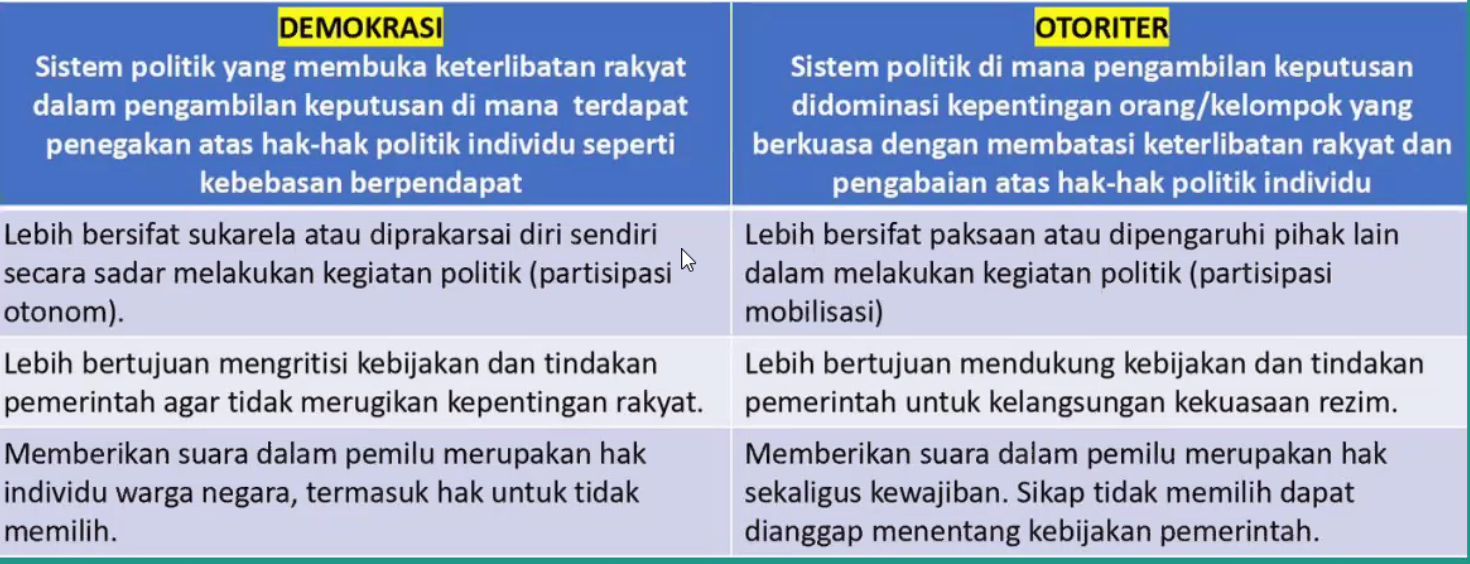 DEMOKRASI
Sistem politik yang membuka keterlibatan rakyat
dalam pengambilan keputusan di mana terdapat
penegakan atas hak-hak politik individu seperti
kebebasan berpendapat
OTORITER
Sistem politik di mana pengambilan keputusan
didominasi kepentingan orang/kelompok yang
berkuasa dengan membatasi keterlibatan rakyat dan
pengabaian atas hak-hak politik individu
Lebih bersifat sukarela atau diprakarsai diri sendiri
secara sadar melakukan kegiatan politik (partisipasi
otonom).
Lebih bersifat paksaan atau dipengaruhi pihak lain
dalam melakukan kegiatan politik (partisipasi
mobilisasi)
Lebih bertujuan mengritisi kebijakan dan tindakan
pemerintah agar tidak merugikan kepentingan rakyat.
Lebih bertujuan mendukung kebijakan dan tindakan
pemerintah untuk kelangsungan kekuasaan rezim.
Memberikan suara dalam pemilu merupakan hak
individu warga negara, termasuk hak untuk tidak
memilih.
Memberikan suara dalam pemilu merupakan hak
sekaligus kewajiban. Sikap tidak memilih dapat
dianggap menentang kebijakan pemerintah.